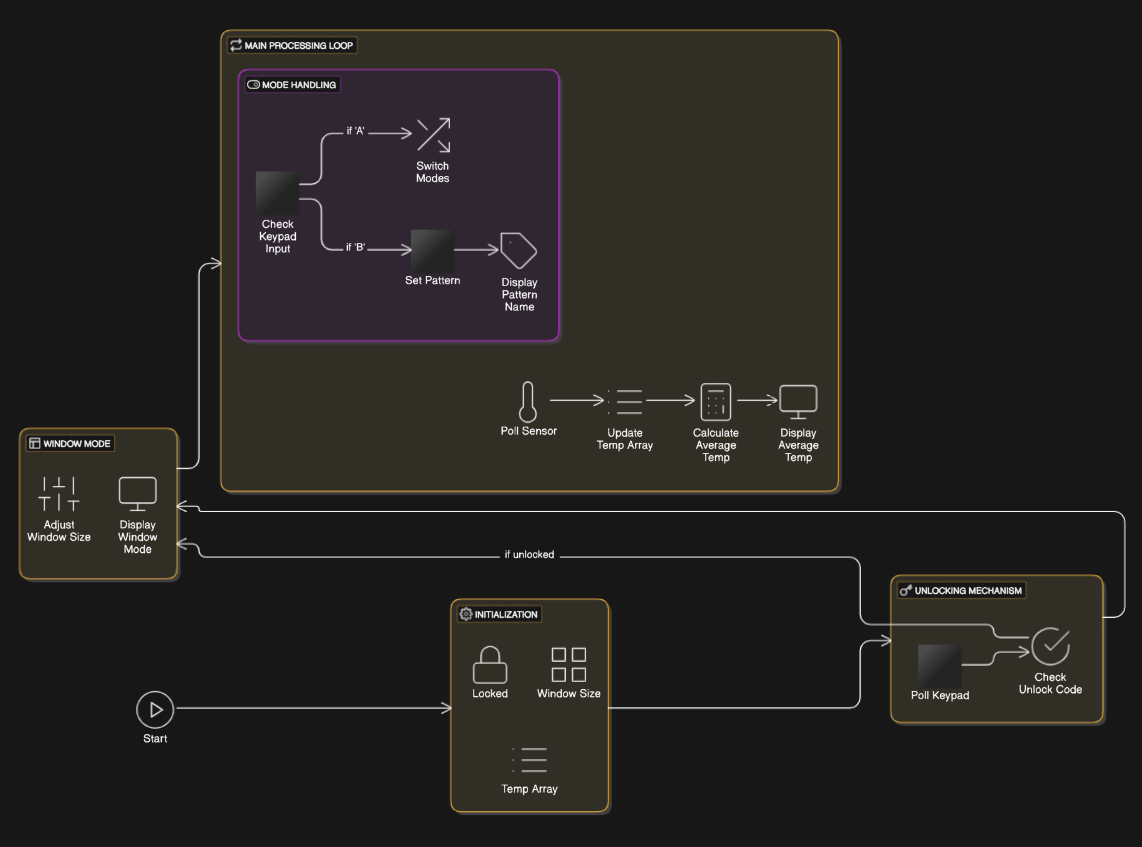 MAIN PROCESSING LOOP
MODE HANDLING
if 'A'
Switch
Modes
Check
Keypad
Input
if 'B'
Set Pattern
Display
Pattern
Name
Poll Sensor
Update
Temp Array
Calculate
Average
Temp
Display
Average
Temp
WINDOW MODE
Adjust
Window Size
Display
Window
Mode
if unlocked
UNLOCKING MECHANISM
Poll Keypad
Check
Unlock Code
INITIALIZATION
Locked
Window Size
Temp Array
Start